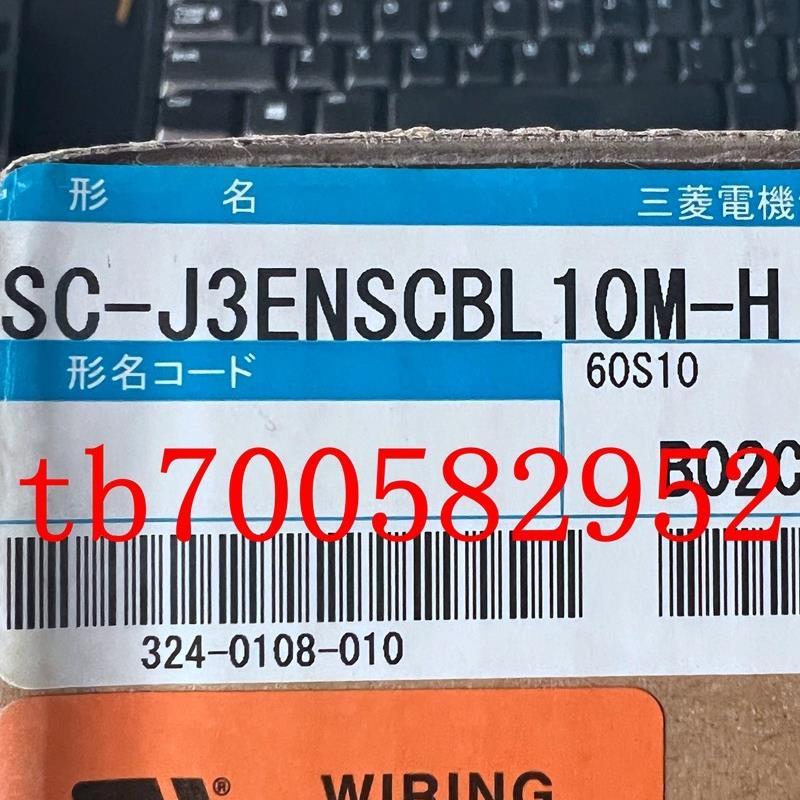 形 名 三菱電機
SC-J3ENSCBL10M-H
形名コード 60S10
B02C
tb700582952
324-0108-010
® WIRING